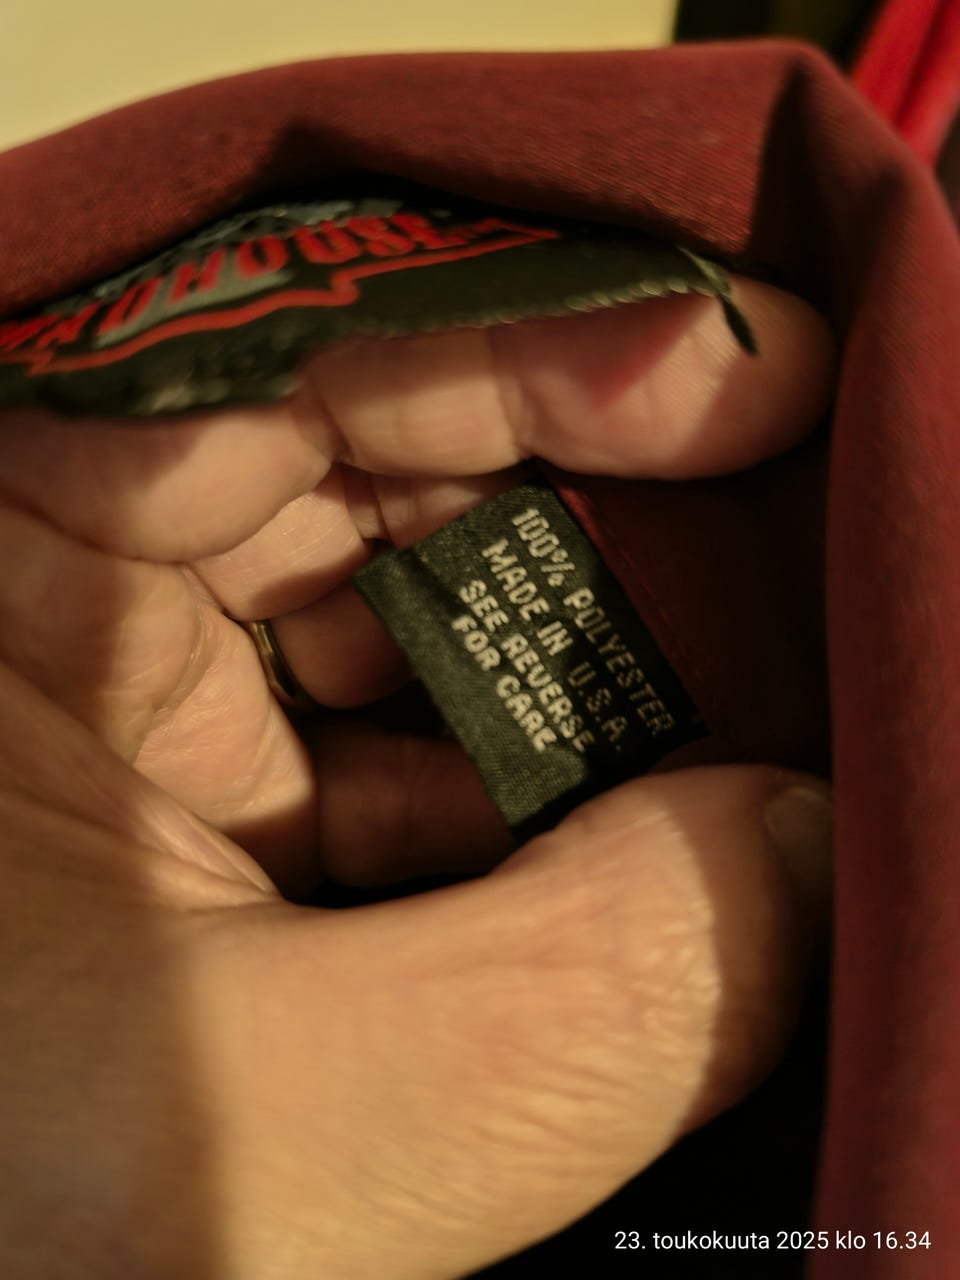 100% POLYESTER
MADE IN U.S.A.
SEE REVERSE
FOR CARE
23. toukokuuta 2025 klo 16.34